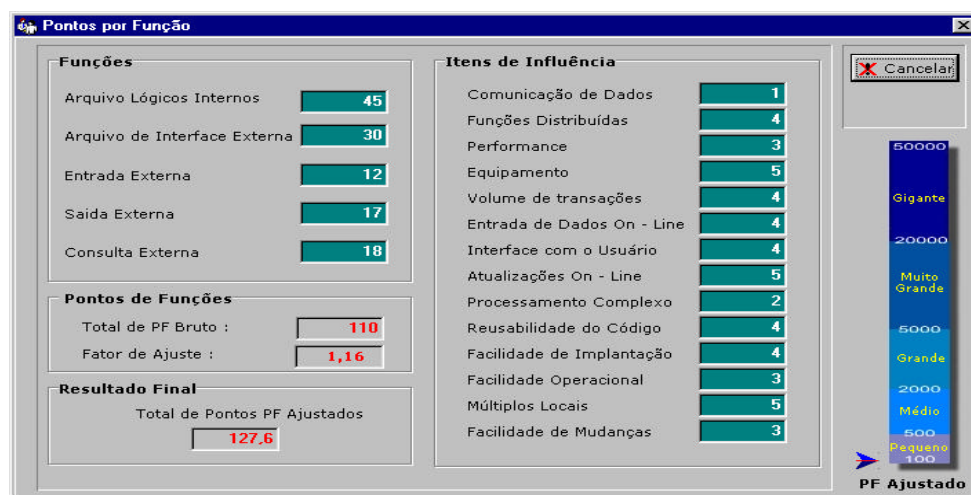 Pontos por Função
Funções
Arquivo Lógicos Internos 45
Arquivo de Interface Externa 30
Entrada Externa 12
Saida Externa 17
Consulta Externa 18
Pontos de Funções
Total de PF Bruto : 110
Fator de Ajuste : 1,16
Resultado Final
Total de Pontos PF Ajustados
127,6
Itens de Influência
Comunicação de Dados 1
Funções Distribuídas 4
Performance 3
Equipamento 5
Volume de transações 4
Entrada de Dados On - Line 4
Interface com o Usuário 4
Atualizações On - Line 5
Processamento Complexo 2
Reusabilidade do Código 4
Facilidade de Implantação 4
Facilidade Operacional 3
Múltiplos Locais 5
Facilidade de Mudanças 3
Cancelar
50000
Gigante
20000
Muito
Grande
5000
Grande
2000
Médio
500
Pequeno
100
PF Ajustado